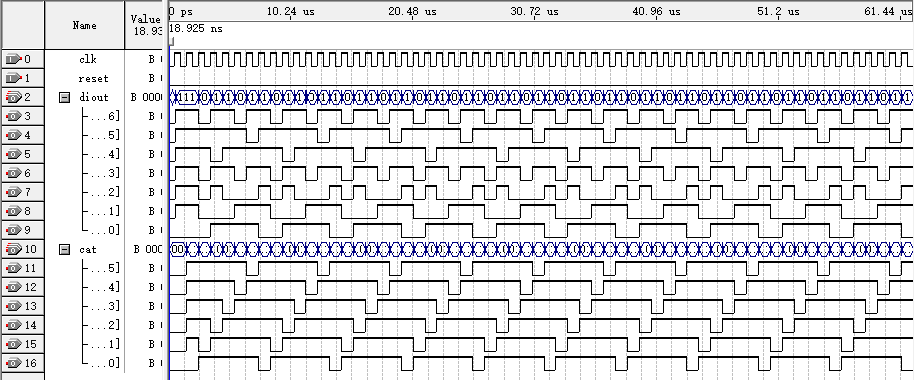 Name Value 18.93 0 ps 10.24 us 20.48 us 30.72 us 40.96 us 51.2 us 61.44 us
18.925 ns
0 clk B
1 reset B
2 diout B 000
3 ...6] B
4 ...5] B
5 ...4] B
6 ...3] B
7 ...2] B
8 ...1] B
9 ...0] B
10 cat B 000
11 ...5] B
12 ...4] B
13 ...3] B
14 ...2] B
15 ...1] B
16 ...0] B